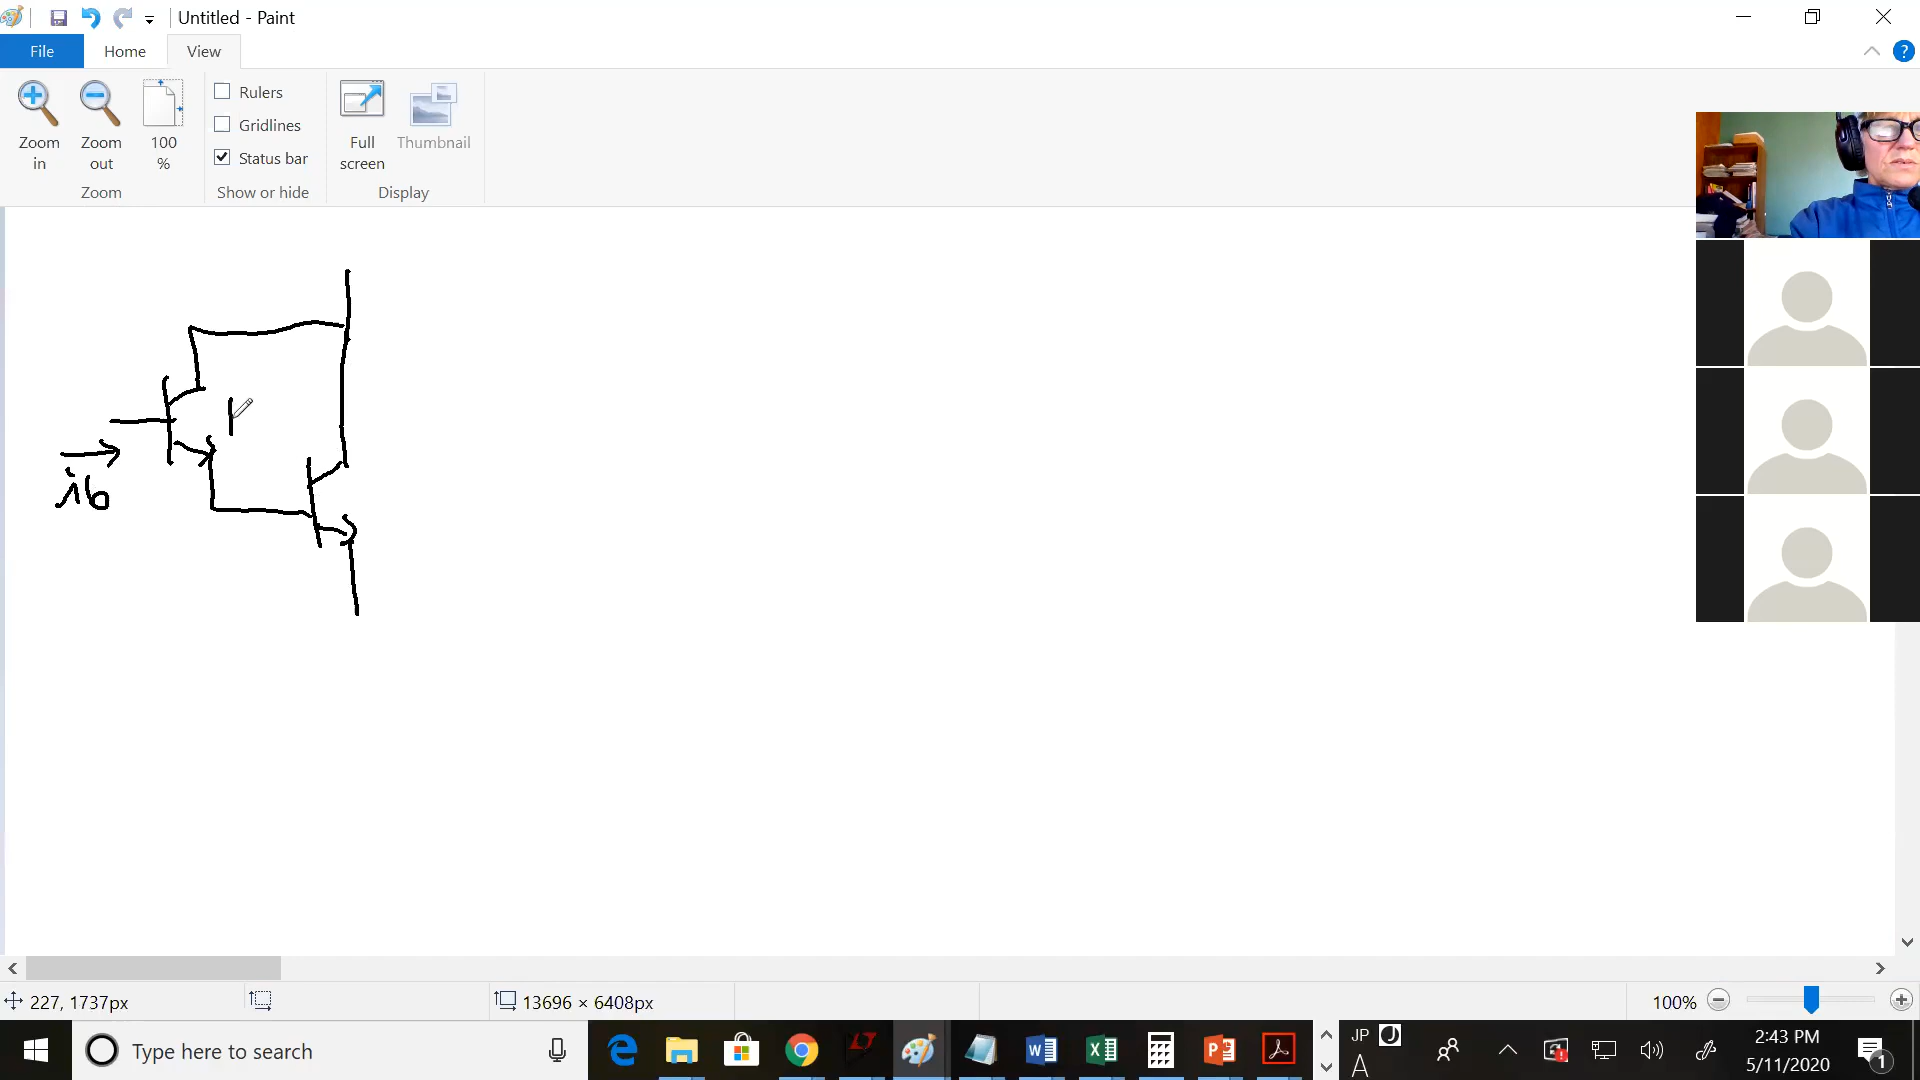 Untitled - Paint
File Home View
Rulers
Gridlines
Status bar
Zoom in
Zoom out
100 %
Full screen
Thumbnail
Zoom
Show or hide
Display
ib
227, 1737px
13696 × 6408px
100%
Type here to search
JP
A
2:43 PM
5/11/2020
1